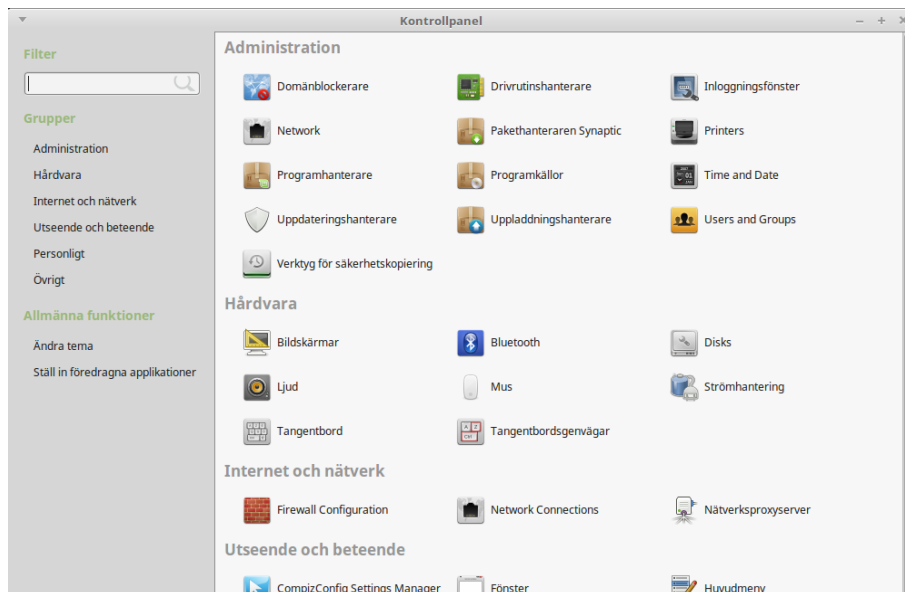 Kontrollpanel
Filter
Grupper
Administration
Hårdvara
Internet och nätverk
Utseende och beteende
Personligt
Övrigt
Allmänna funktioner
Ändra tema
Ställ in föredragna applikationer
Administration
Domänblockerare
Drivrutinshanterare
Inloggningsfönster
Network
Pakethanteraren Synaptic
Printers
Programhanterare
Programkällor
Time and Date
Uppdateringshanterare
Uppladdningshanterare
Users and Groups
Verktyg för säkerhetskopiering
Hårdvara
Bildskärmar
Bluetooth
Disks
Ljud
Mus
Strömhantering
Tangentbord
Tangentbordsgenvägar
Internet och nätverk
Firewall Configuration
Network Connections
Nätverksproxyserver
Utseende och beteende
CompizConfig Settings Manager
Fönster
Huvudmeny